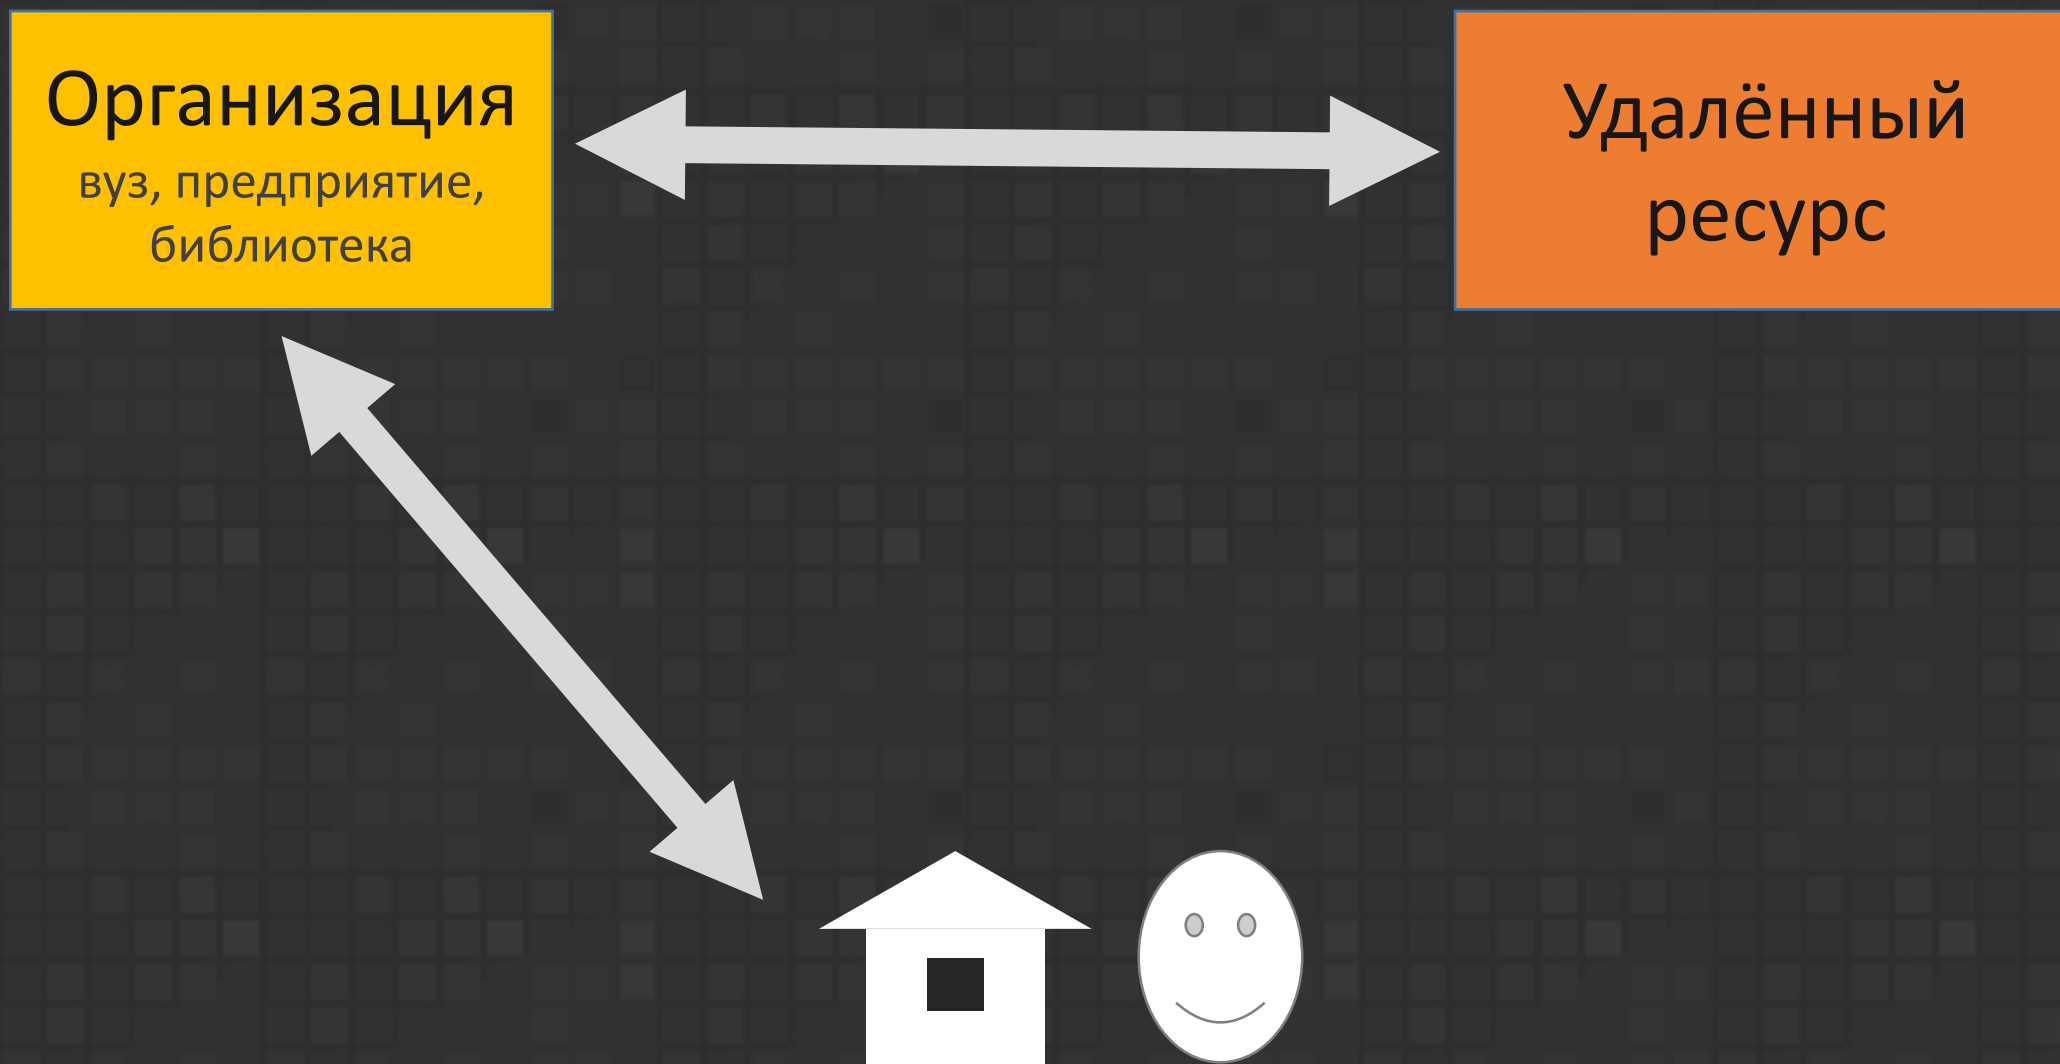 Организация
вуз, предприятие,
библиотека
Удалённый
ресурс